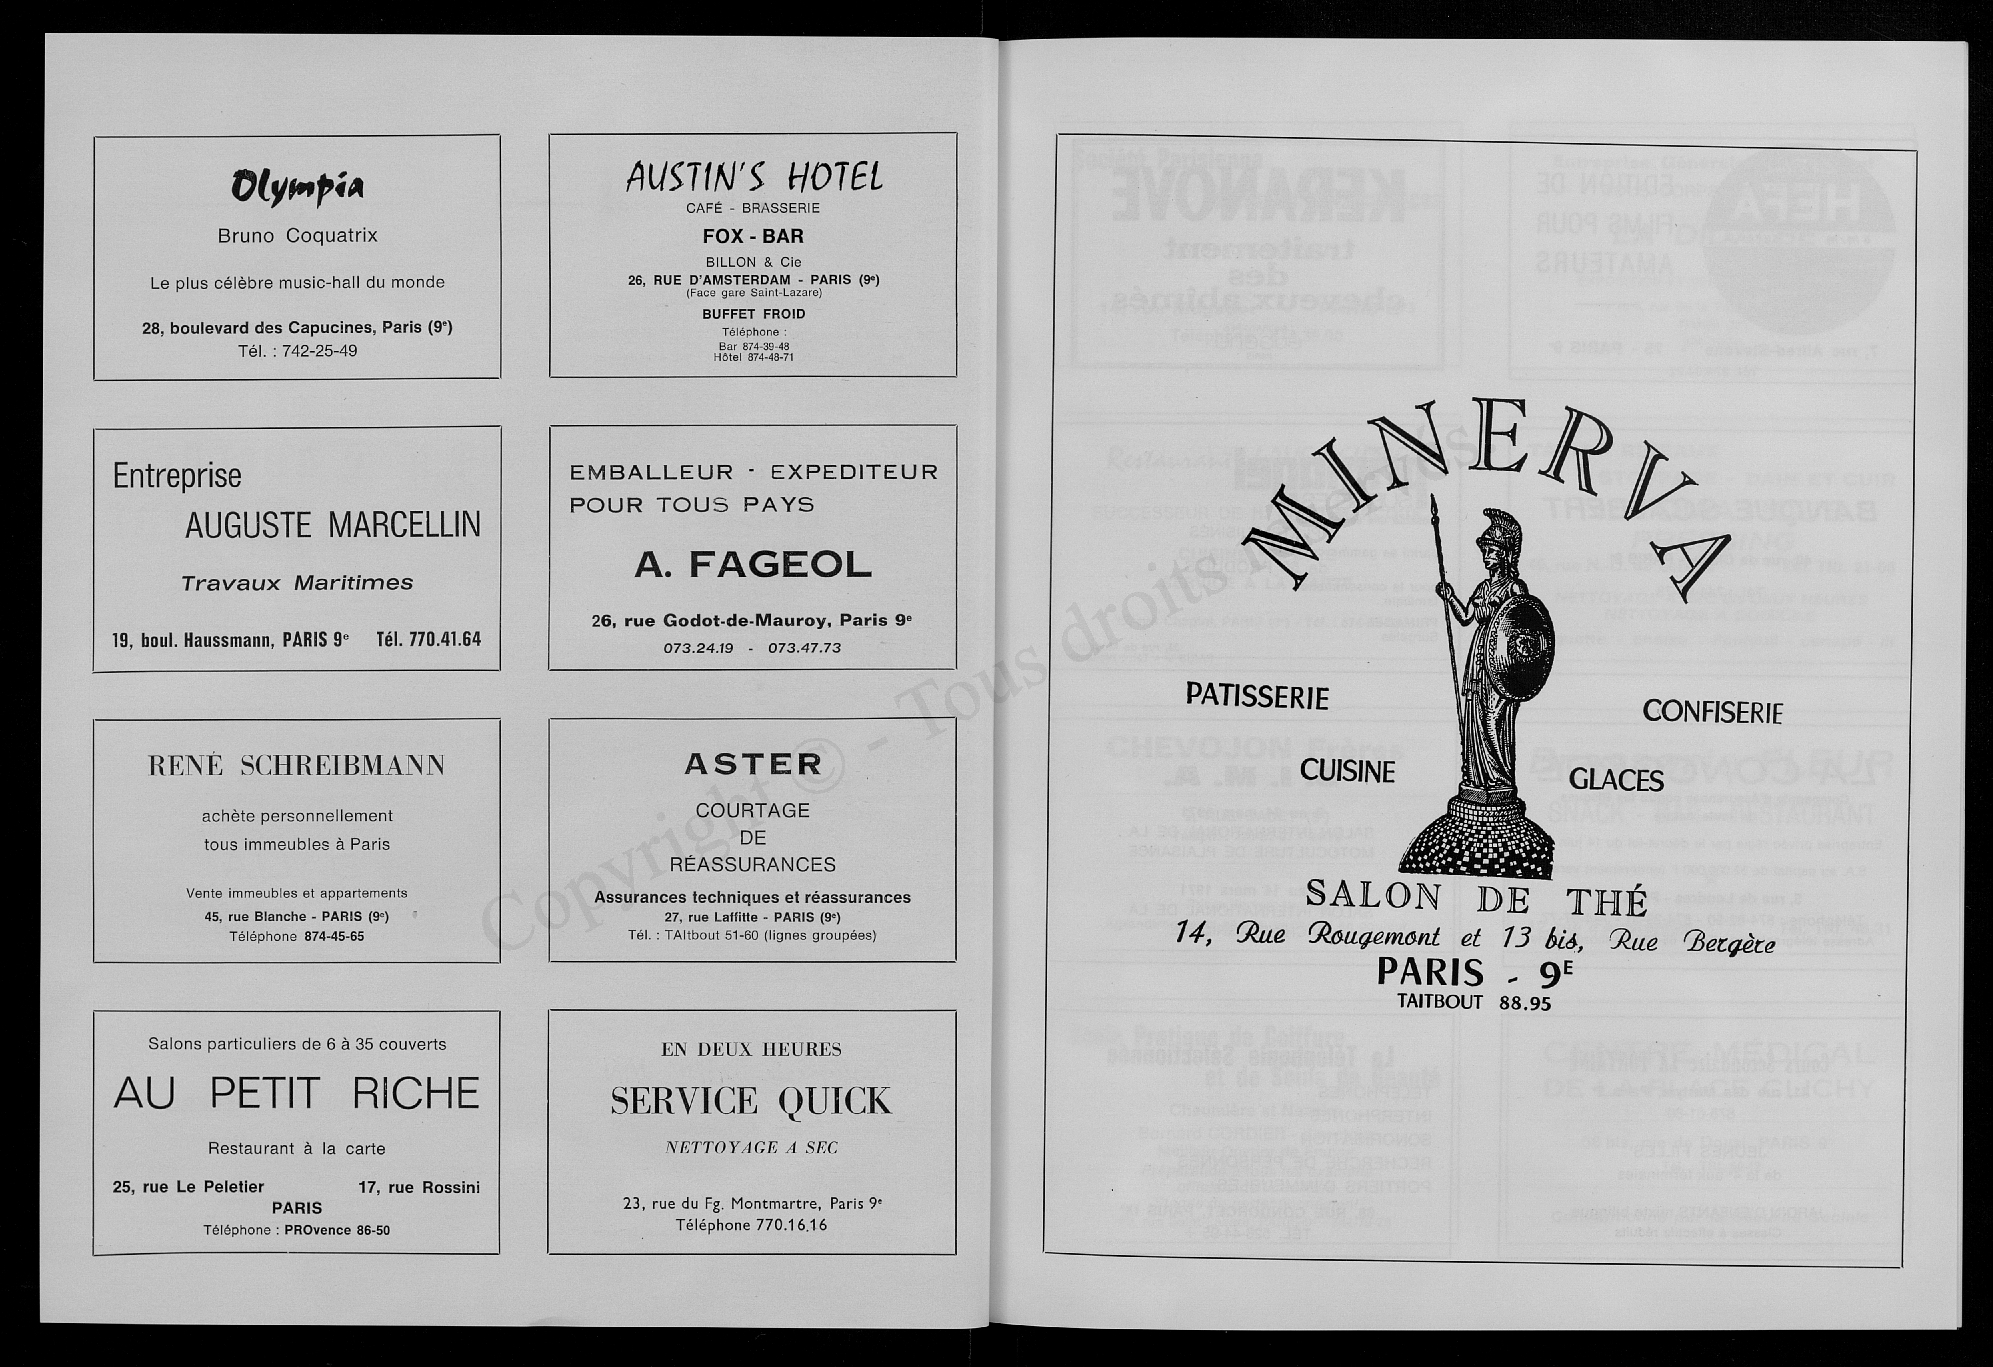 Olympia
Bruno Coquatrix
Le plus célèbre music-hall du monde
28, boulevard des Capucines, Paris (9e)
Tél. : 742-25-49
AUSTIN'S HOTEL
CAFÉ - BRASSERIE
FOX - BAR
BILLON & Cie
26, RUE D'AMSTERDAM - PARIS (9e)
(Face gare Saint-Lazare)
BUFFET FROID
Téléphone :
Bar 874-39-48
Hôtel 874-48-71
Entreprise
AUGUSTE MARCELLIN
Travaux Maritimes
19, boul. Haussmann, PARIS 9e Tél. 770.41.64
EMBALLEUR - EXPEDITEUR
POUR TOUS PAYS
A. FAGEOL
26, rue Godot-de-Mauroy, Paris 9e
073.24.19 - 073.47.73
RENÉ SCHREIBMANN
achète personnellement
tous immeubles à Paris
Vente immeubles et appartements
45, rue Blanche - PARIS (9e)
Téléphone 874-45-65
ASTER
COURTAGE
DE
RÉASSURANCES
Assurances techniques et réassurances
27, rue Laffitte - PARIS (9e)
Tél. : TAItbout 51-60 (lignes groupées)
Salons particuliers de 6 à 35 couverts
AU PETIT RICHE
Restaurant à la carte
25, rue Le Peletier 17, rue Rossini
PARIS
Téléphone : PROvence 86-50
EN DEUX HEURES
SERVICE QUICK
NETTOYAGE A SEC
23, rue du Fg. Montmartre, Paris 9e
Téléphone 770.16.16
MINERVA
PATISSERIE
CONFISERIE
CUISINE
GLACES
SALON DE THÉ
14, Rue Rougemont et 13 bis, Rue Bergère
PARIS - 9E
TAITBOUT 88.95
Copyright © - Tous droits réservés